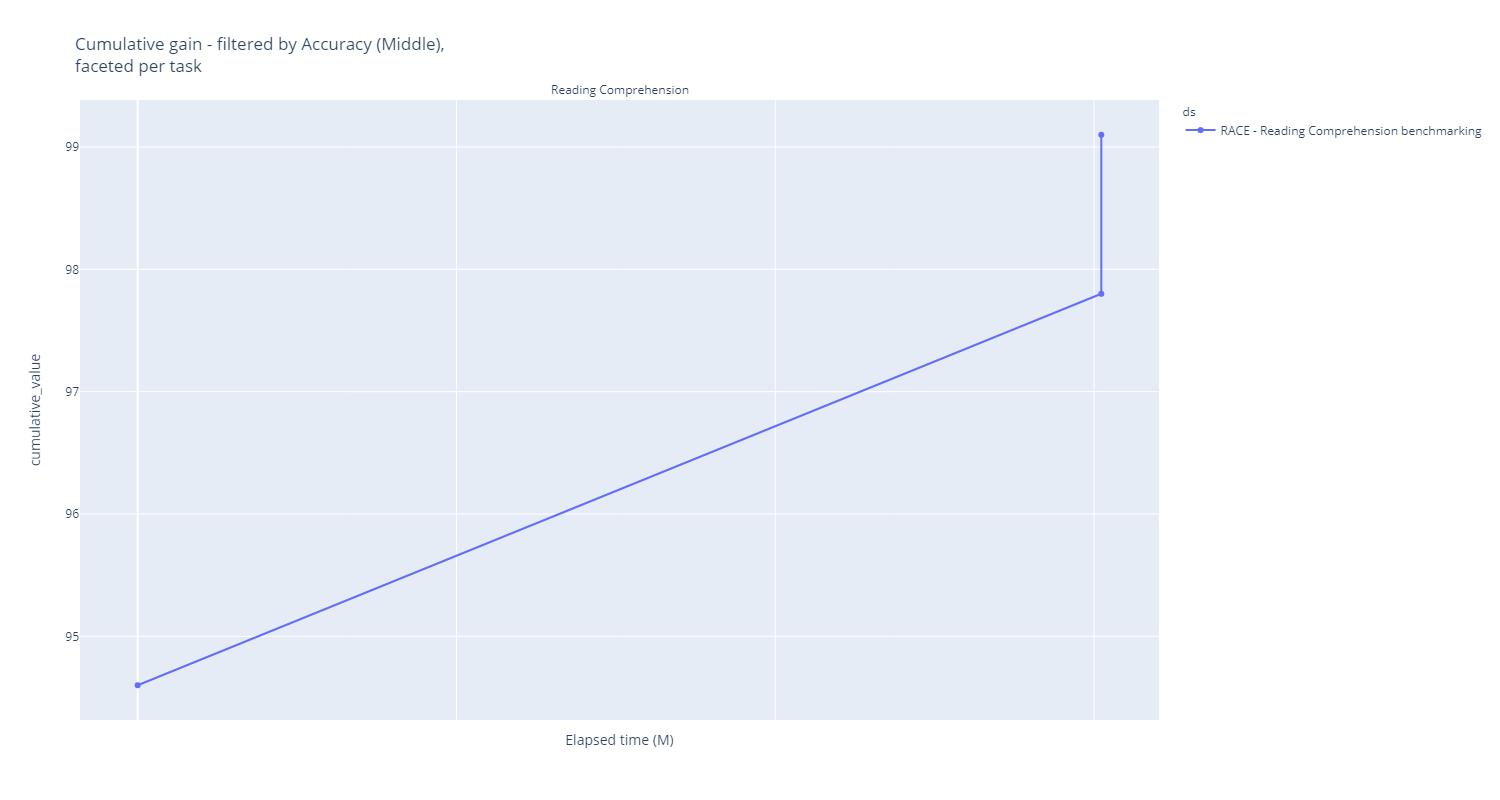 Cumulative gain - filtered by Accuracy (Middle),
faceted per task
Reading Comprehension
ds
RACE - Reading Comprehension benchmarking
99
98
97
96
95
cumulative_value
Elapsed time (M)